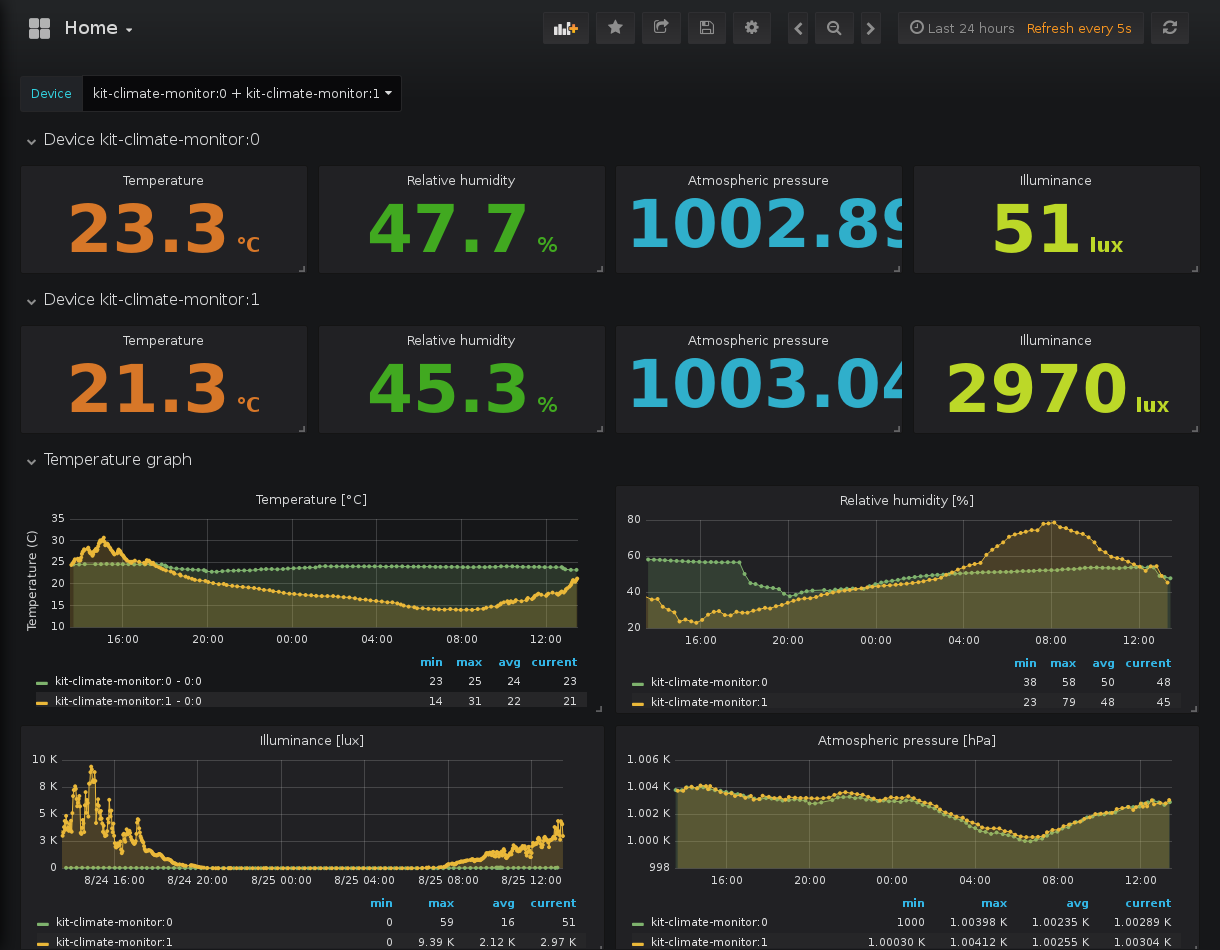 Home
Last 24 hours Refresh every 5s
Device kit-climate-monitor:0 + kit-climate-monitor:1
Device kit-climate-monitor:0
Temperature Relative humidity Atmospheric pressure Illuminance
23.3 °C 47.7 % 1002.89 51 lux
Device kit-climate-monitor:1
Temperature Relative humidity Atmospheric pressure Illuminance
21.3 °C 45.3 % 1003.04 2970 lux
Temperature graph
Temperature [°C]
Temperature (C)
35
30
25
20
15
10
16:00 20:00 00:00 04:00 08:00 12:00
min max avg current
kit-climate-monitor:0 - 0:0 23 25 24 23
kit-climate-monitor:1 - 0:0 14 31 22 21
Relative humidity [%]
80
60
40
20
16:00 20:00 00:00 04:00 08:00 12:00
min max avg current
kit-climate-monitor:0 38 58 50 48
kit-climate-monitor:1 23 79 48 45
Illuminance [lux]
10 K
8 K
5 K
3 K
0
8/24 16:00 8/24 20:00 8/25 00:00 8/25 04:00 8/25 08:00 8/25 12:00
min max avg current
kit-climate-monitor:0 0 59 16 51
kit-climate-monitor:1 0 9.39 K 2.12 K 2.97 K
Atmospheric pressure [hPa]
1.006 K
1.004 K
1.002 K
1.000 K
998
16:00 20:00 00:00 04:00 08:00 12:00
min max avg current
kit-climate-monitor:0 1000 1.00398 K 1.00235 K 1.00289 K
kit-climate-monitor:1 1.00030 K 1.00412 K 1.00255 K 1.00304 K